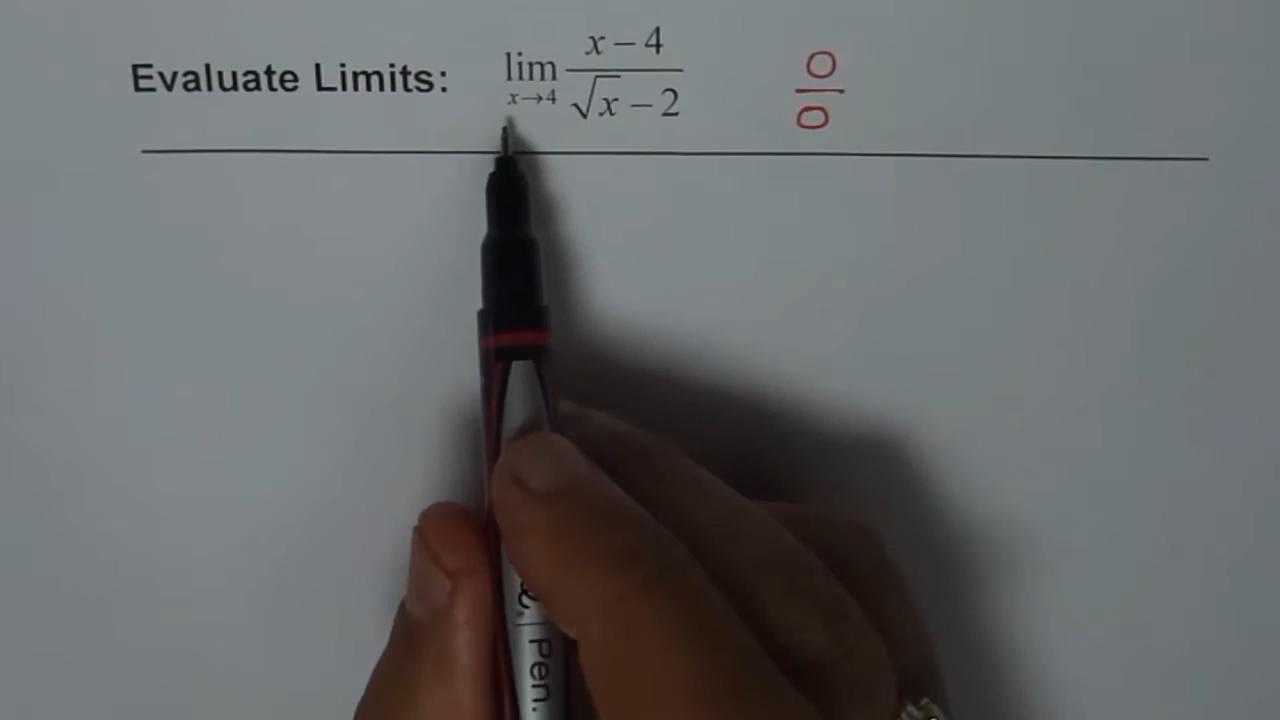 Evaluate Limits: lim x→4 x − 4 / √x − 2 0/0
Pen.